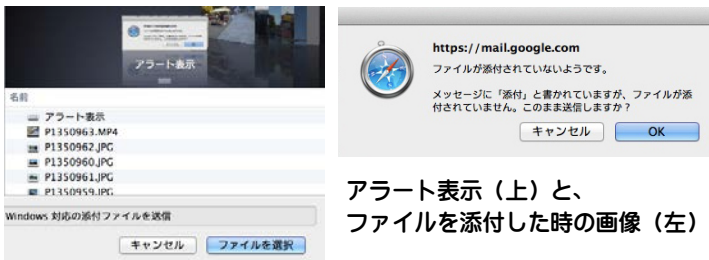 アラート表示
名前
アラート表示
P1350963.MP4
P1350962.JPG
P1350960.JPG
P1350961.JPG
P1350959.JPG
Windows 対応の添付ファイルを送信
キャンセル
ファイルを選択
https://mail.google.com
ファイルが添付されていないようです。
メッセージに「添付」と書かれていますが、ファイルが添
付されていません。このまま送信しますか？
キャンセル
OK
アラート表示（上）と、
ファイルを添付した時の画像（左）